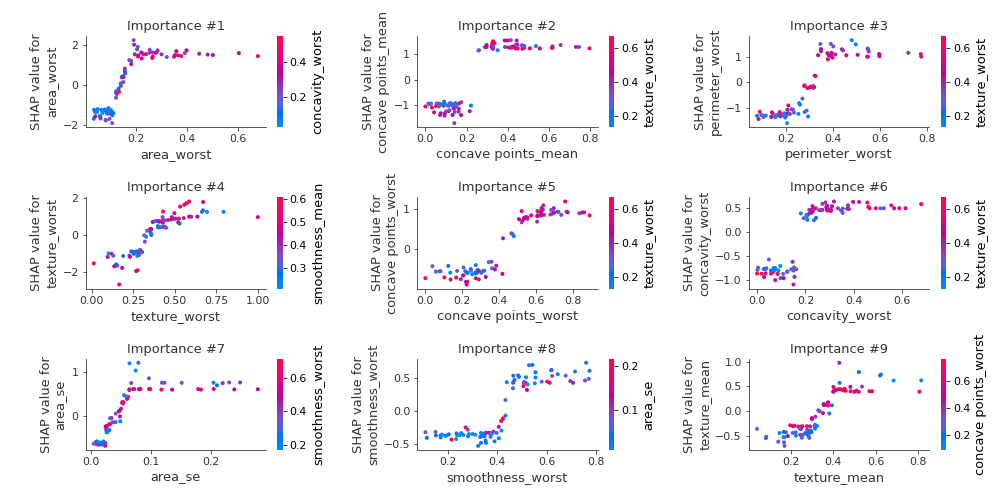 Importance #1
Importance #2
Importance #3
SHAP value for
area_worst
2
0
−2
0.2
0.4
0.6
area_worst
0.4
0.2
concavity_worst
SHAP value for
concave points_mean
1
0
−1
0.0
0.2
0.4
0.6
0.8
concave points_mean
0.6
0.4
0.2
texture_worst
SHAP value for
perimeter_worst
1
0
−1
0.2
0.4
0.6
0.8
perimeter_worst
0.6
0.4
0.2
texture_worst
Importance #4
Importance #5
Importance #6
SHAP value for
texture_worst
2
0
−2
0.00
0.25
0.50
0.75
1.00
texture_worst
0.6
0.5
0.4
0.3
smoothness_mean
SHAP value for
concave points_worst
1
0
0.0
0.2
0.4
0.6
0.8
concave points_worst
0.6
0.4
0.2
texture_worst
SHAP value for
concavity_worst
0.5
0.0
−0.5
−1.0
0.0
0.2
0.4
0.6
concavity_worst
0.6
0.4
0.2
texture_worst
Importance #7
Importance #8
Importance #9
SHAP value for
area_se
1
0
0.0
0.1
0.2
area_se
0.6
0.4
0.2
smoothness_worst
SHAP value for
smoothness_worst
0.5
0.0
−0.5
0.2
0.4
0.6
0.8
smoothness_worst
0.2
0.1
area_se
SHAP value for
texture_mean
1.0
0.5
0.0
−0.5
0.2
0.4
0.6
0.8
texture_mean
0.6
0.4
0.2
concave points_worst